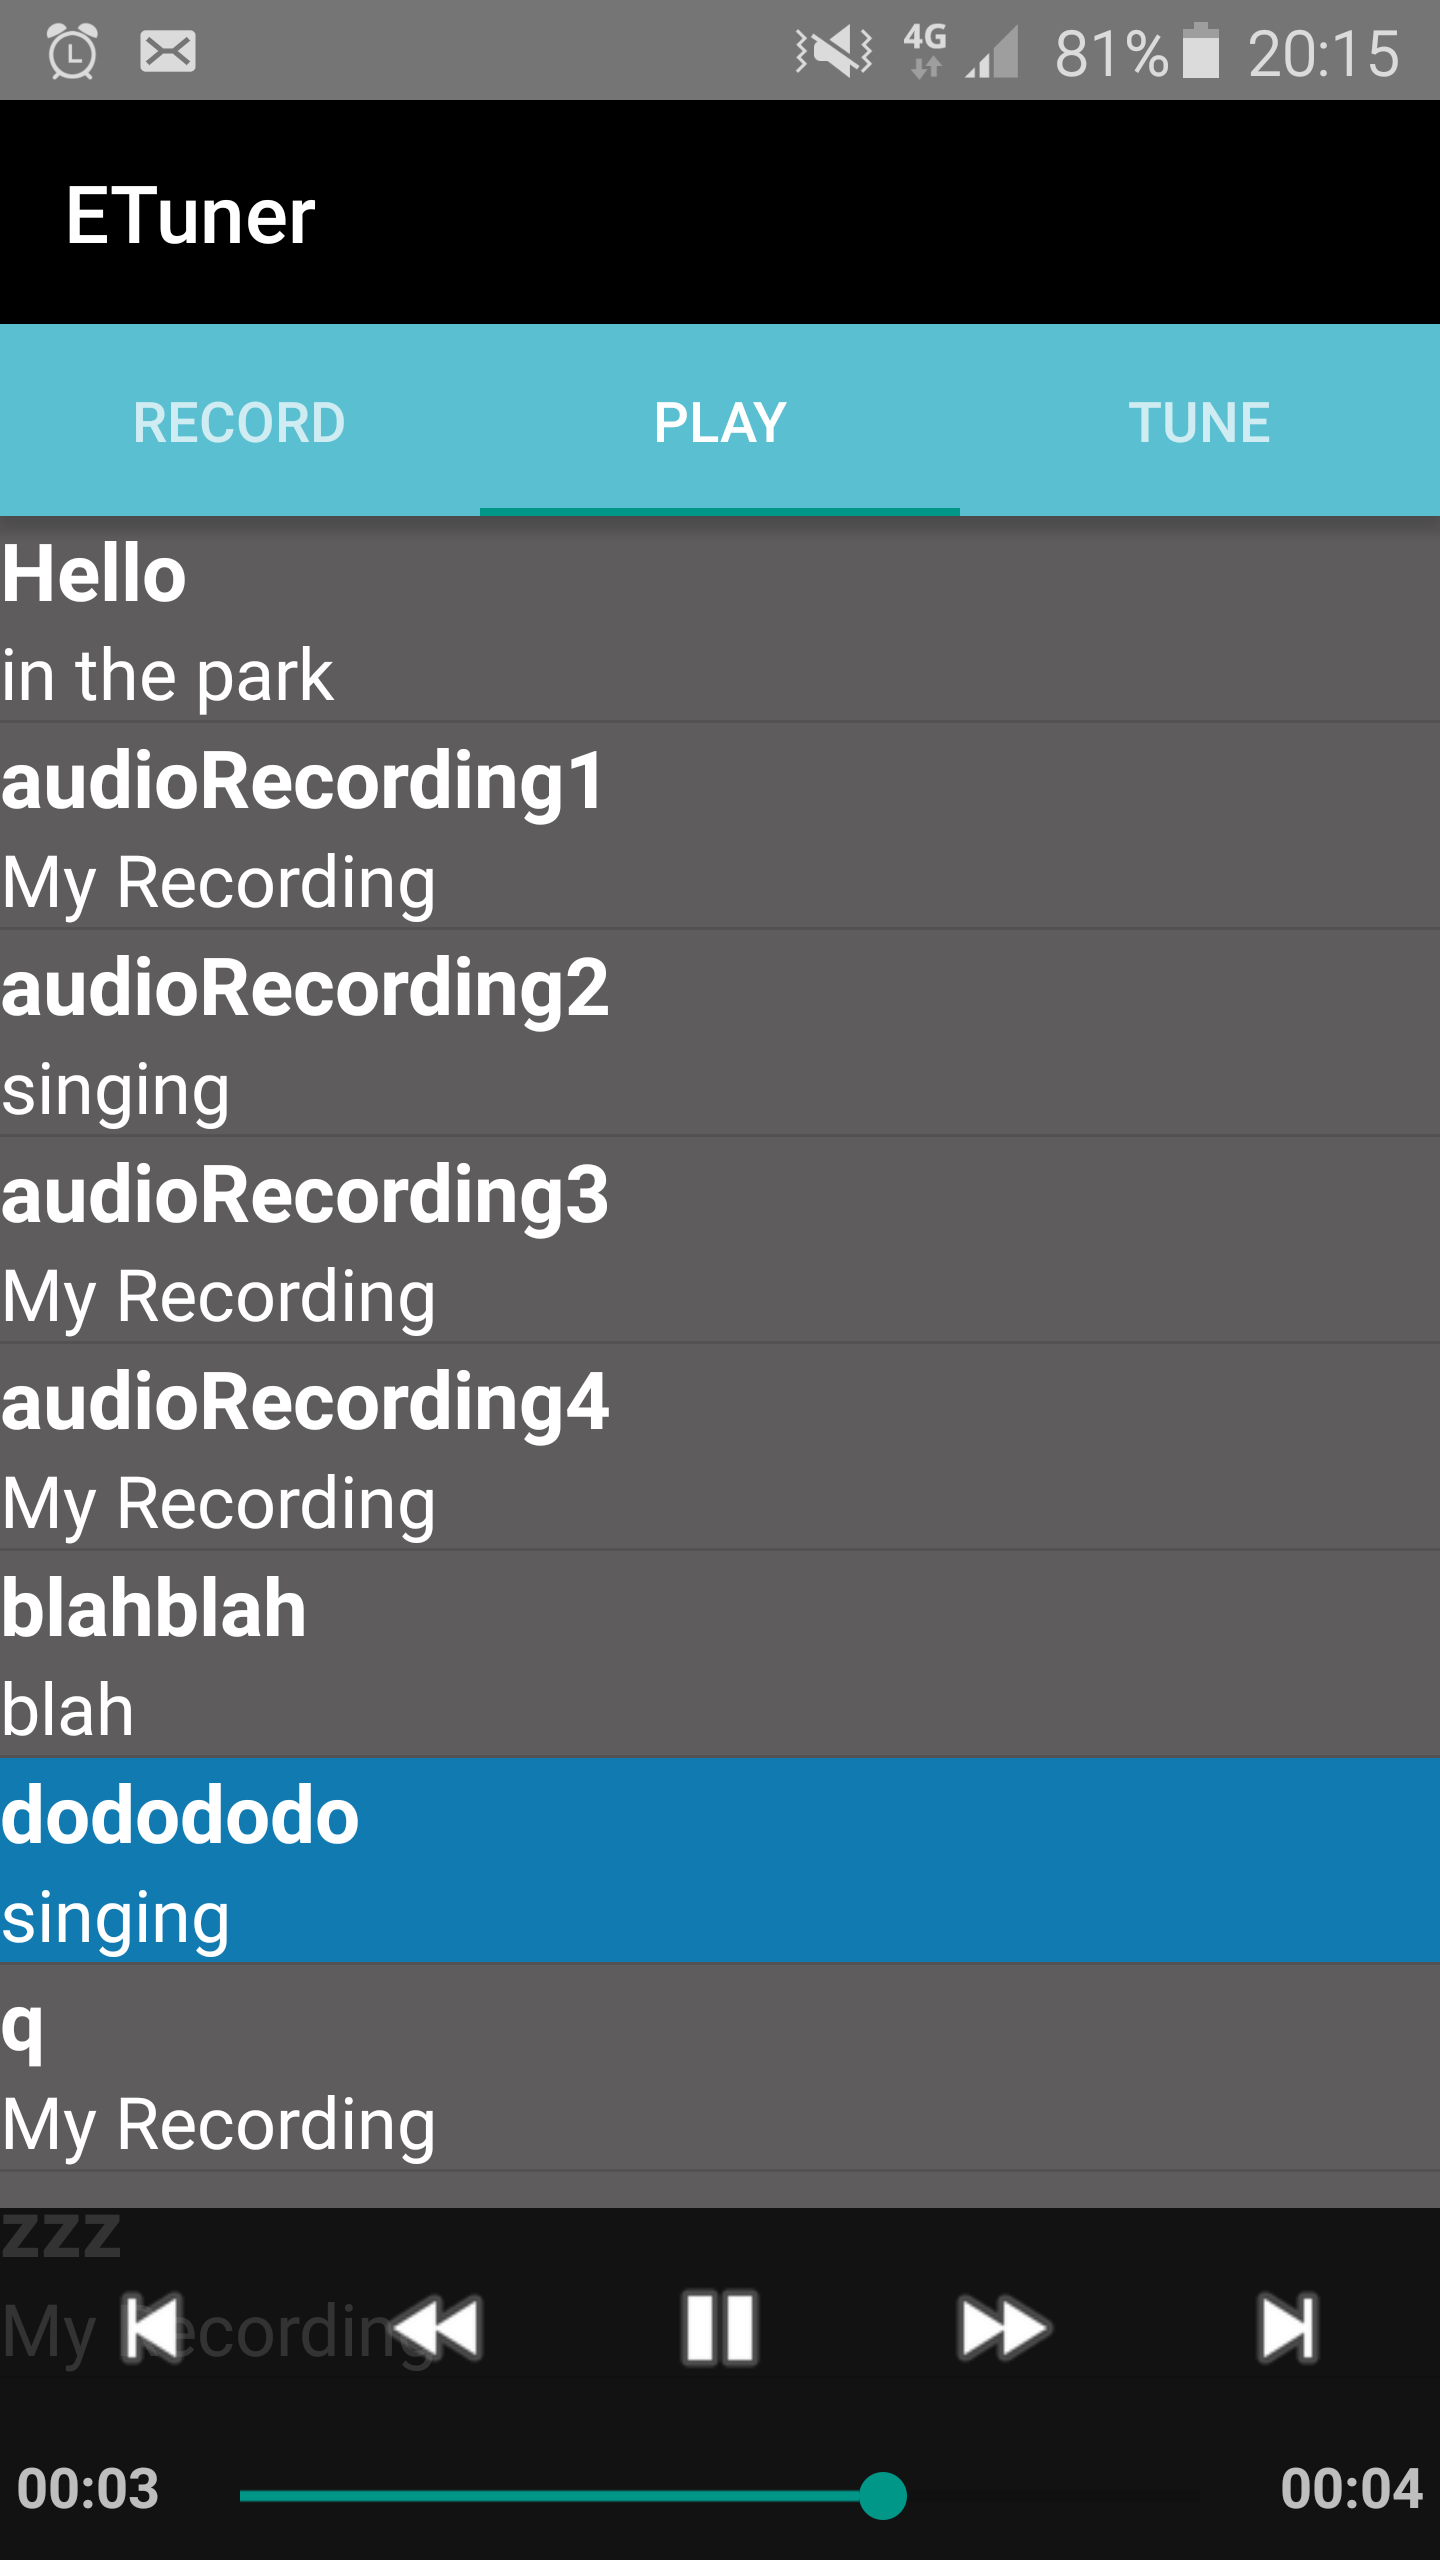 4G 81% 20:15
ETuner
RECORD PLAY TUNE
Hello
in the park
audioRecording1
My Recording
audioRecording2
singing
audioRecording3
My Recording
audioRecording4
My Recording
blahblah
blah
dodododo
singing
q
My Recording
zzz
My Recording
00:03 00:04